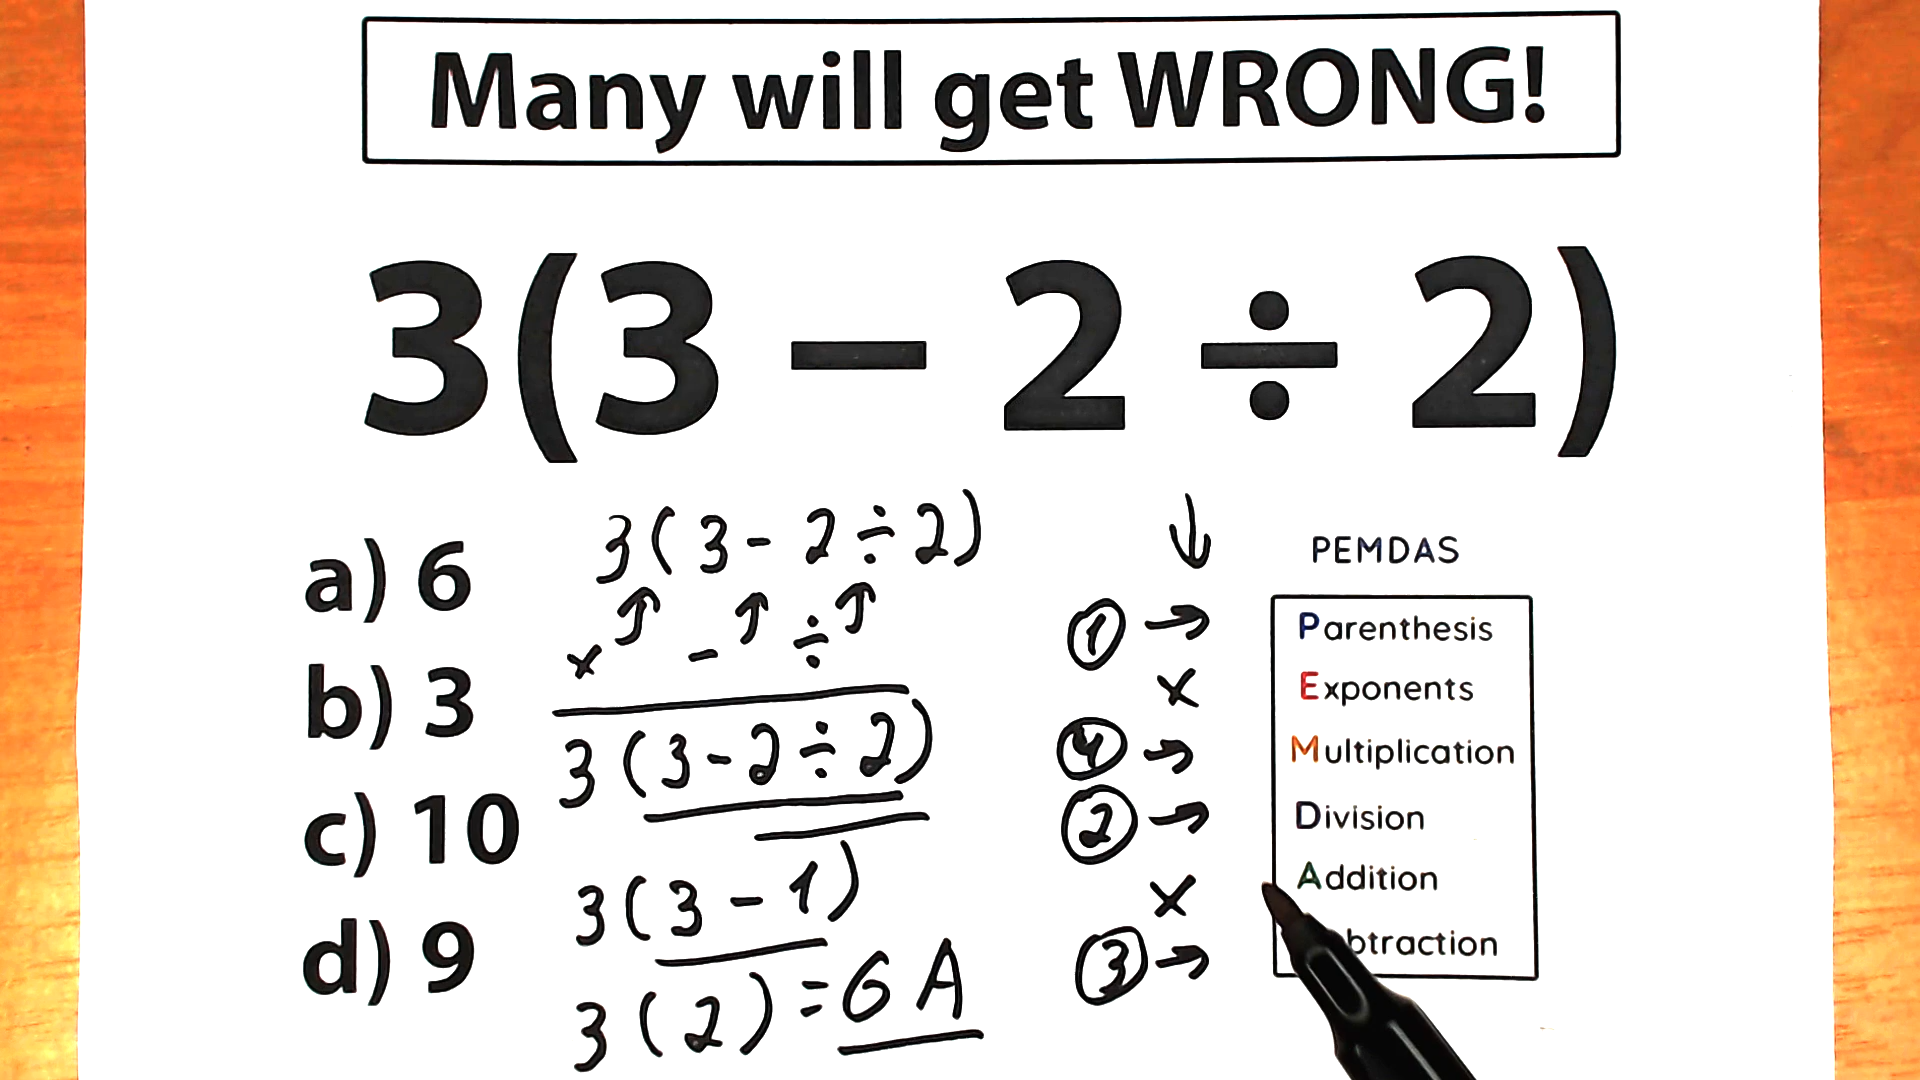 Many will get WRONG!
3(3 − 2 ÷ 2)
a) 6
b) 3
c) 10
d) 9
3(3 - 2 ÷ 2)
↑ ↑ ↑
× - ÷
3(3 - 2 ÷ 2)
3(3 - 1)
3(2) = 6 A
↓
① →
×
④ →
② →
×
③ →
PEMDAS
Parenthesis
Exponents
Multiplication
Division
Addition
btraction